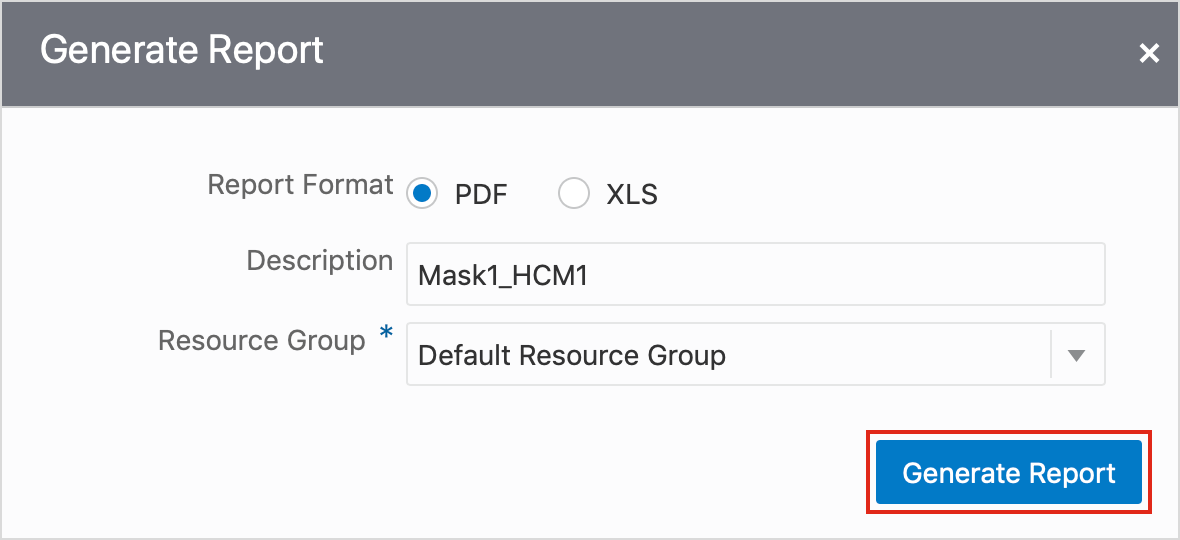 Generate Report
Report Format PDF XLS
Description Mask1_HCM1
Resource Group * Default Resource Group
Generate Report